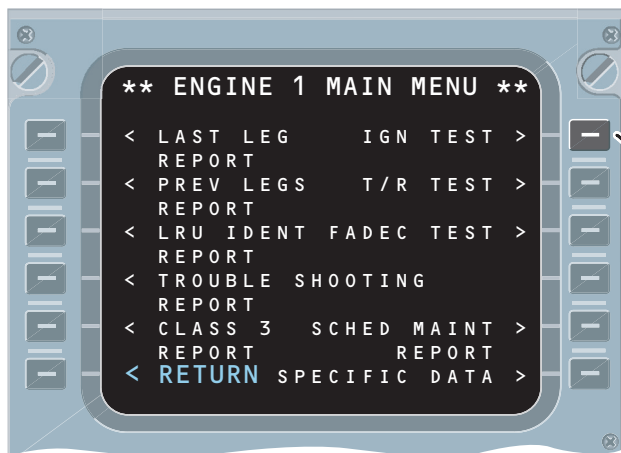 ** ENGINE 1 MAIN MENU **
< LAST LEG IGN TEST >
REPORT
< PREV LEGS T/R TEST >
REPORT
< LRU IDENT FADEC TEST >
REPORT
< TROUBLE SHOOTING
REPORT
< CLASS 3 SCHED MAINT >
REPORT REPORT
< RETURN SPECIFIC DATA >